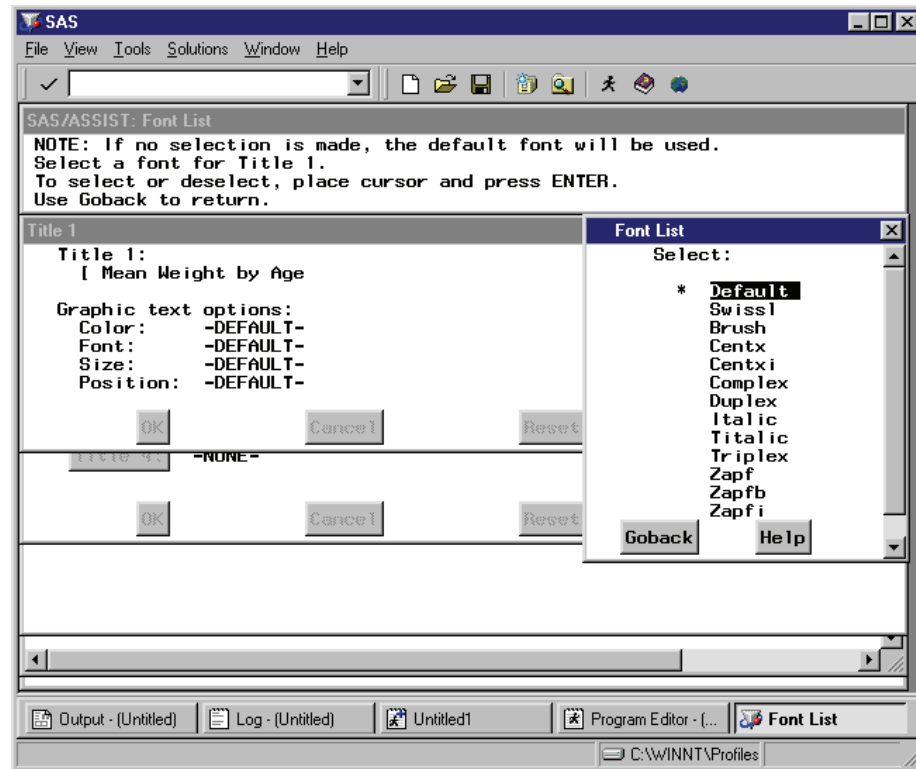 SAS
File View Tools Solutions Window Help
SAS/ASSIST: Font List
NOTE: If no selection is made, the default font will be used.
Select a font for Title 1.
To select or deselect, place cursor and press ENTER.
Use Goback to return.
Title 1
Title 1:
[ Mean Weight by Age
Graphic text options:
Color: -DEFAULT-
Font: -DEFAULT-
Size: -DEFAULT-
Position: -DEFAULT-
OK Cancel Reset
Title 4: -NONE-
OK Cancel Reset
Font List
Select:
* Default
Swissl
Brush
Centx
Centxi
Complex
Duplex
Italic
Titalic
Triplex
Zapf
Zapfb
Zapfi
Goback Help
Output - (Untitled) Log - (Untitled) Untitled1 Program Editor - (... Font List
C:\WINNT\Profiles